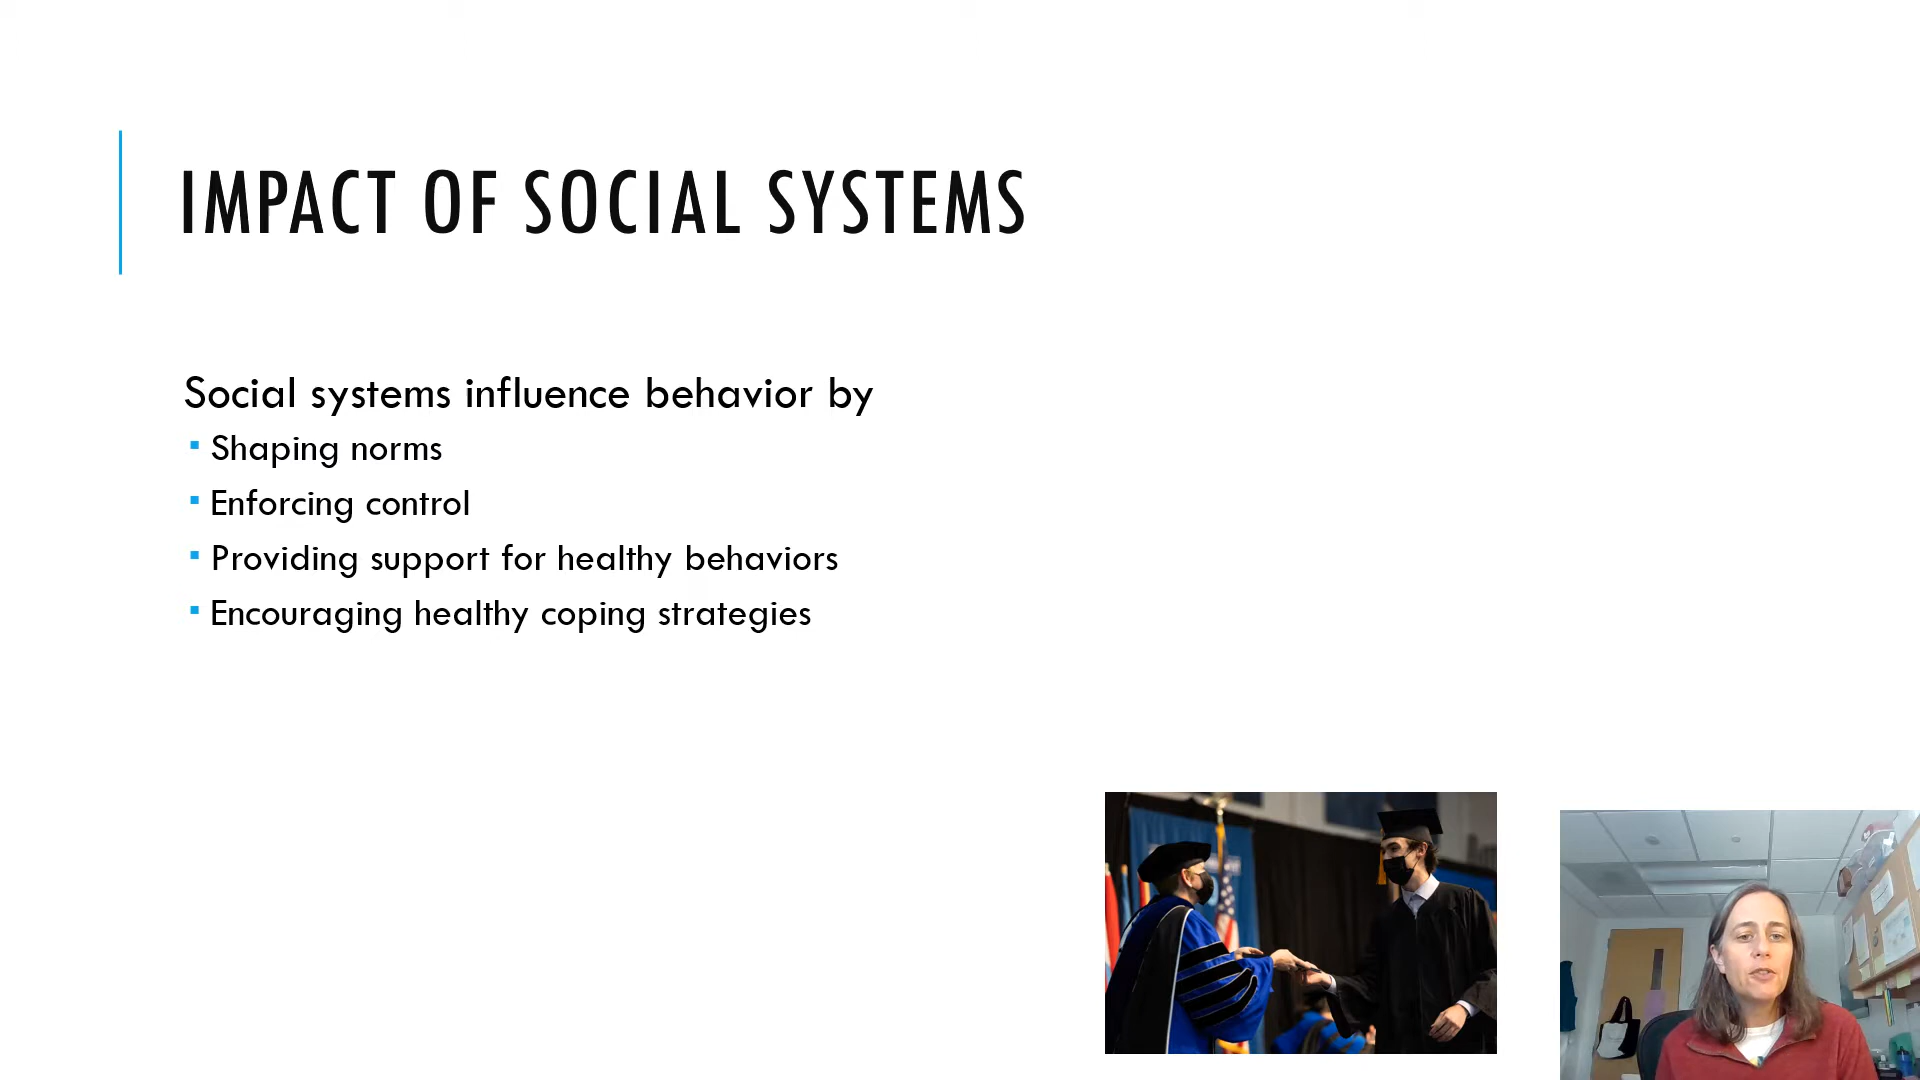 IMPACT OF SOCIAL SYSTEMS
Social systems influence behavior by
Shaping norms
Enforcing control
Providing support for healthy behaviors
Encouraging healthy coping strategies